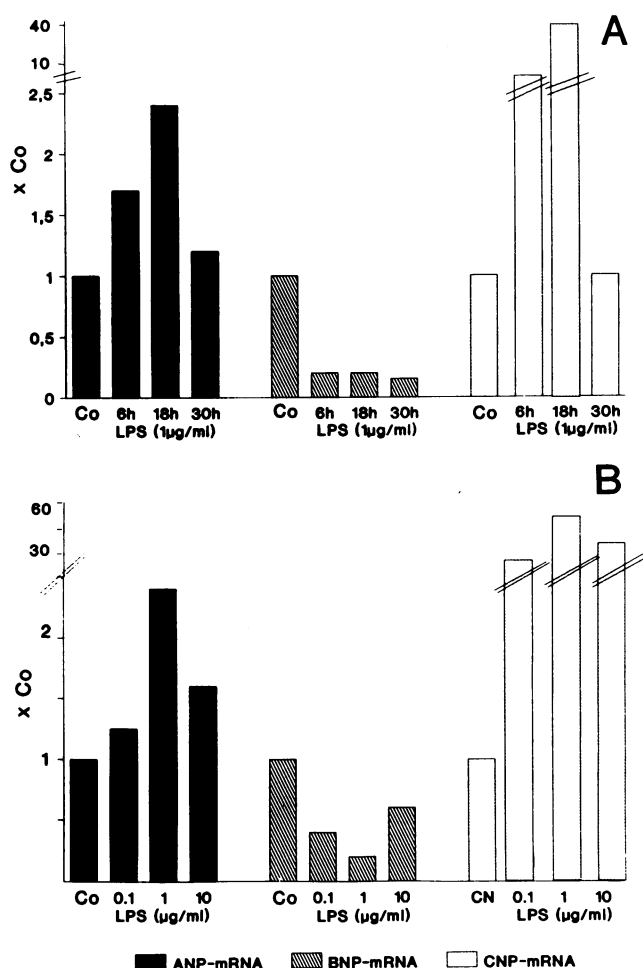 A
40
10
2,5
2
1,5
1
0,5
0
x Co
Co 6h 18h 30h Co 6h 18h 30h Co 6h 18h 30h
LPS (1µg/ml) LPS (1µg/ml) LPS (1µg/ml)
B
60
30
2
1
x Co
Co 0.1 1 10 Co 0.1 1 10 CN 0.1 1 10
LPS (µg/ml) LPS (µg/ml) LPS (µg/ml)
ANP-mRNA BNP-mRNA CNP-mRNA